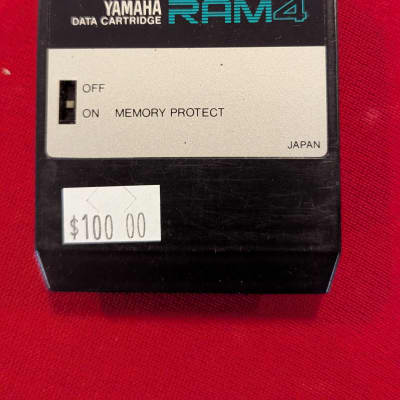 YAMAHA
DATA CARTRIDGE RAM4
OFF
ON MEMORY PROTECT
JAPAN
$100 00